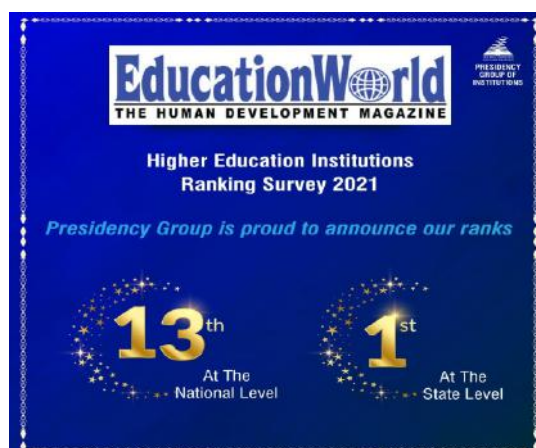 EducationWorld
THE HUMAN DEVELOPMENT MAGAZINE
PRESIDENCY
GROUP OF
INSTITUTIONS
Higher Education Institutions
Ranking Survey 2021
Presidency Group is proud to announce our ranks
13th
At The
National Level
1st
At The
State Level